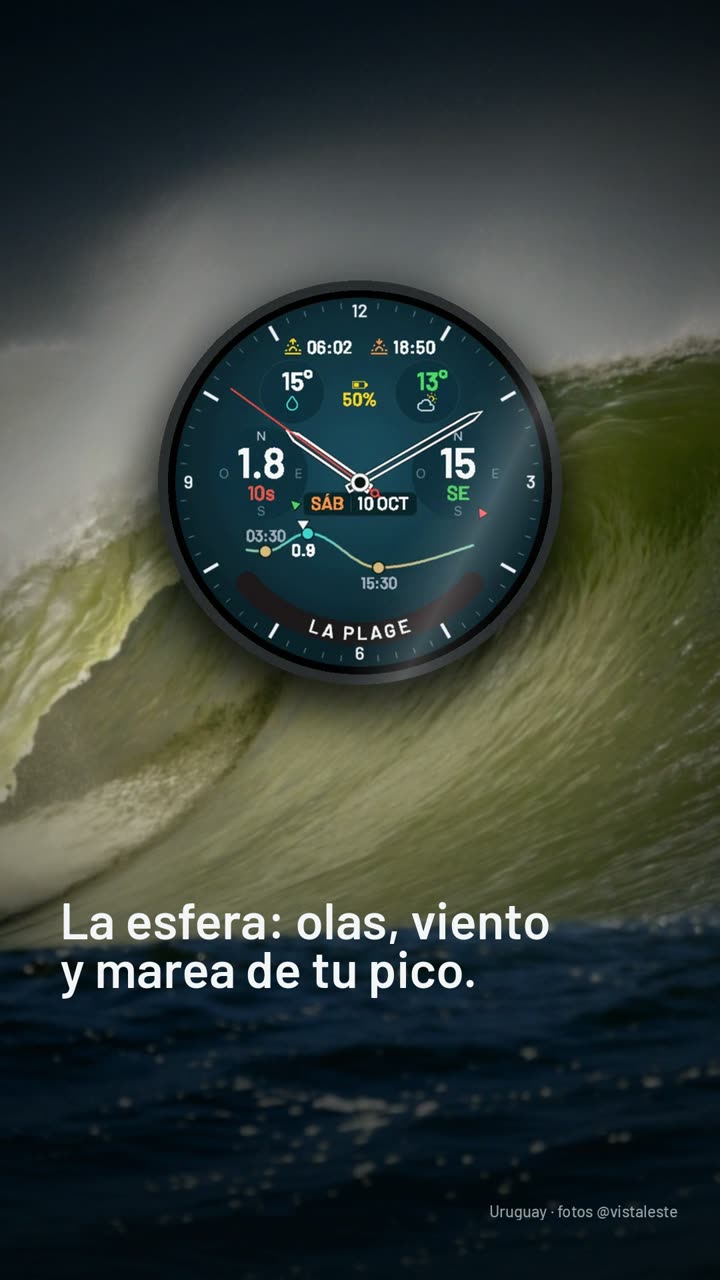 12
06:02 18:50
15° 50% 13°
N N
O 1.8 E O 15 E
9 3
10s SE
S S
SÁB 10 OCT
03:30
0.9
15:30
LA PLAGE
6
La esfera: olas, viento
y marea de tu pico.
Uruguay · fotos @vistaleste